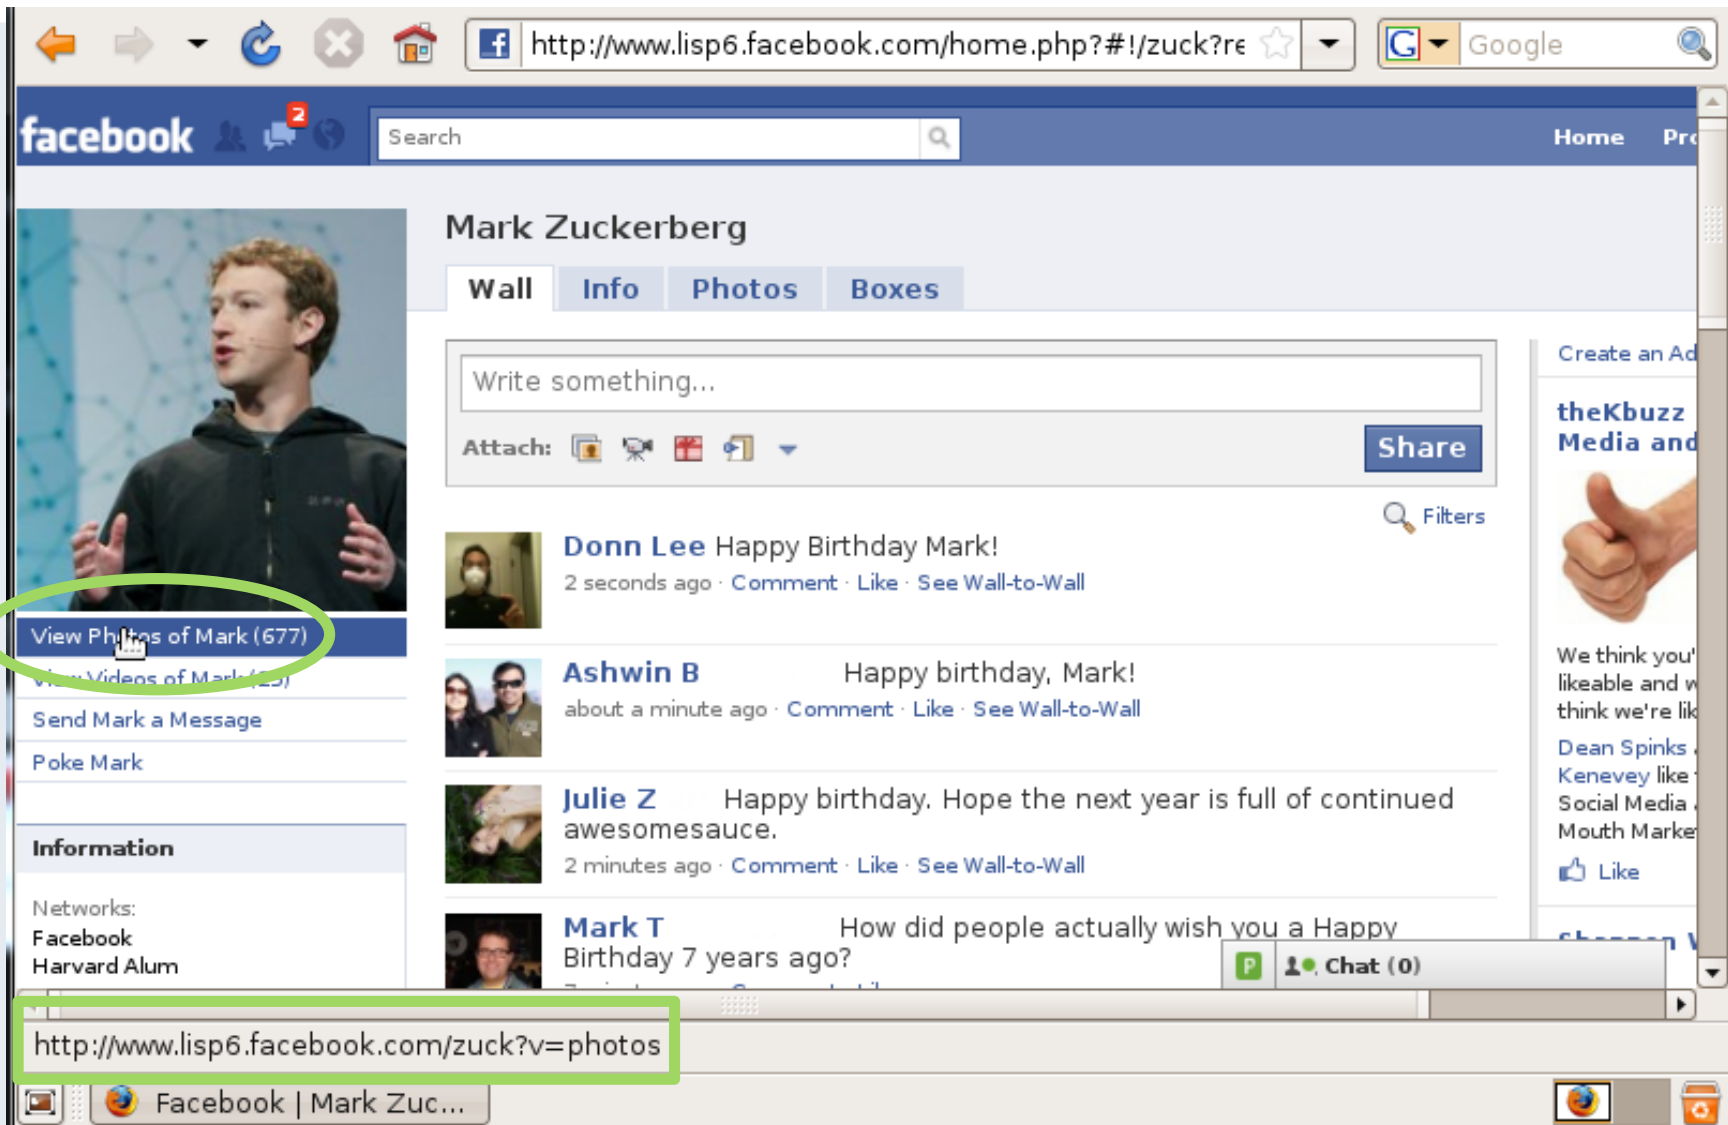 http://www.lisp6.facebook.com/home.php?#!/zuck?re
Google
facebook
2
Search
Home
Mark Zuckerberg
Wall Info Photos Boxes
Write something...
Attach:
Share
Filters
Donn Lee Happy Birthday Mark!
2 seconds ago · Comment · Like · See Wall-to-Wall
Ashwin B Happy birthday, Mark!
about a minute ago · Comment · Like · See Wall-to-Wall
Julie Z Happy birthday. Hope the next year is full of continued
awesomesauce.
2 minutes ago · Comment · Like · See Wall-to-Wall
Mark T How did people actually wish you a Happy
Birthday 7 years ago?
View Photos of Mark (677)
View Videos of Mark
Send Mark a Message
Poke Mark
Information
Networks:
Facebook
Harvard Alum
Create an Ad
theKbuzz
Media and
We think you'
likeable and w
think we're lik
Dean Spinks
Kenevey like
Social Media
Mouth Marke
Like
P
Chat (0)
http://www.lisp6.facebook.com/zuck?v=photos
Facebook | Mark Zuc...